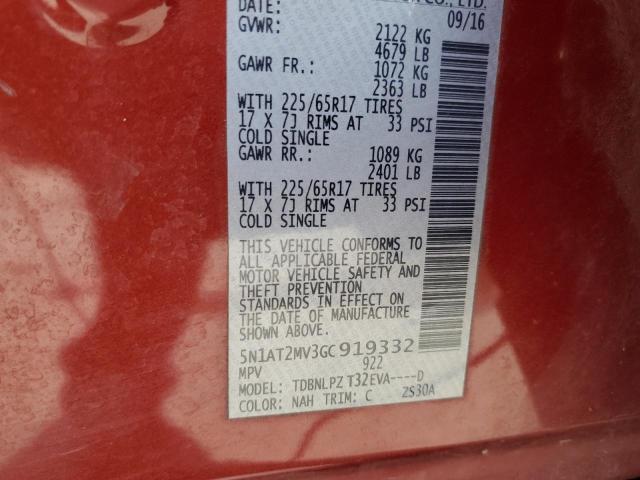 CO., LTD.
DATE: 09/16
GVWR: 2122 KG
4679 LB
GAWR FR.: 1072 KG
2363 LB
WITH 225/65R17 TIRES
17 X 7J RIMS AT 33 PSI
COLD SINGLE
GAWR RR.: 1089 KG
2401 LB
WITH 225/65R17 TIRES
17 X 7J RIMS AT 33 PSI
COLD SINGLE
THIS VEHICLE CONFORMS TO
ALL APPLICABLE FEDERAL
MOTOR VEHICLE SAFETY AND
THEFT PREVENTION
STANDARDS IN EFFECT ON
THE DATE OF MANUFACTURE
SHOWN ABOVE.
5N1AT2MV3GC919332
MPV 922
MODEL: TDBNLPZ T32EVA----D
COLOR: NAH TRIM: C ZS30A